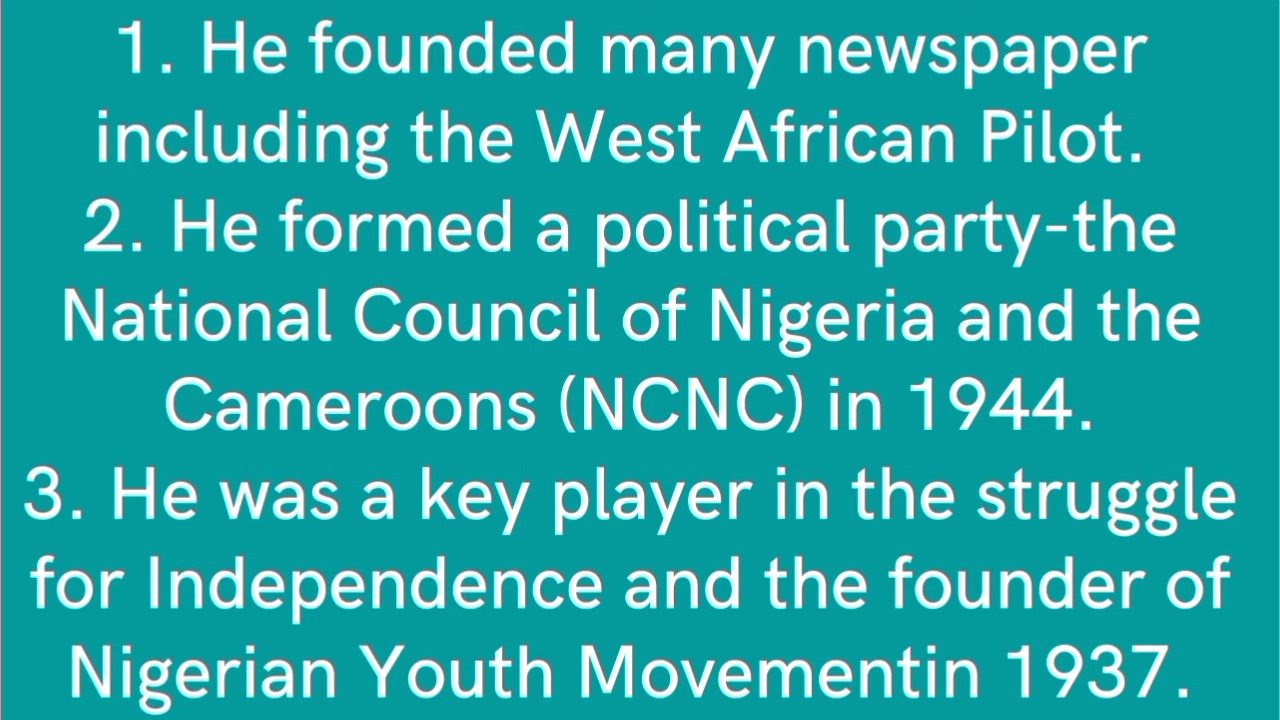 1. He founded many newspaper
including the West African Pilot.
2. He formed a political party-the
National Council of Nigeria and the
Cameroons (NCNC) in 1944.
3. He was a key player in the struggle
for Independence and the founder of
Nigerian Youth Movementin 1937.